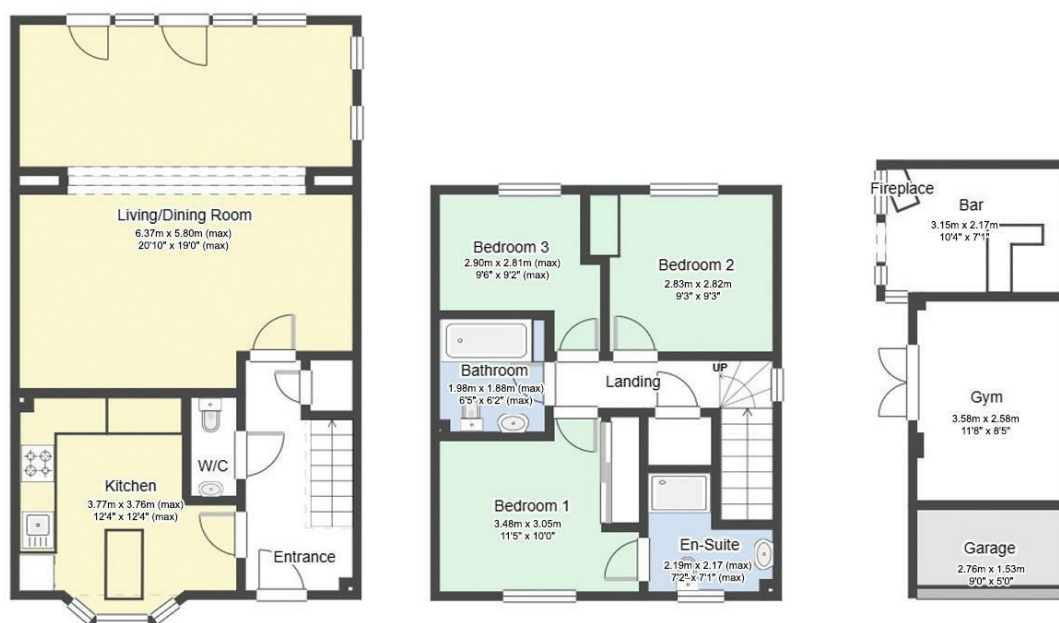 Living/Dining Room
6.37m x 5.80m (max)
20'10" x 19'0" (max)
Kitchen
3.77m x 3.76m (max)
12'4" x 12'4" (max)
W/C
Entrance
Bedroom 3
2.90m x 2.81m (max)
9'6" x 9'2" (max)
Bedroom 2
2.83m x 2.82m
9'3" x 9'3"
Bathroom
1.98m x 1.88m (max)
6'5" x 6'2" (max)
Landing
UP
Bedroom 1
3.48m x 3.05m
11'5" x 10'0"
En-Suite
2.19m x 2.17 (max)
7'2" x 7'1" (max)
Fireplace
Bar
3.15m x 2.17m
10'4" x 7'1"
Gym
3.58m x 2.58m
11'8" x 8'5"
Garage
2.76m x 1.53m
9'0" x 5'0"